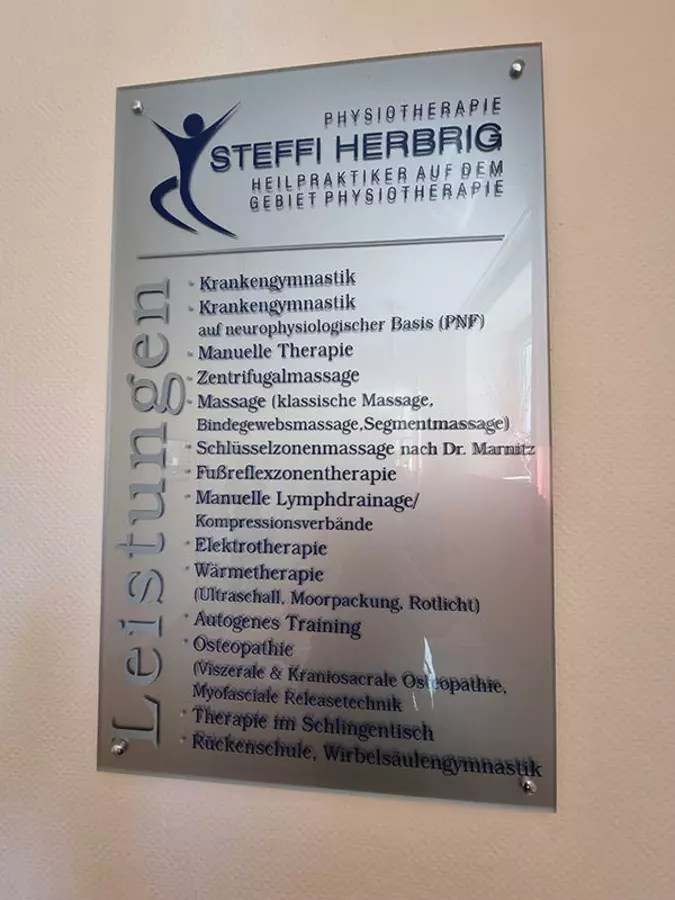 PHYSIOTHERAPIE
STEFFI HERBRIG
HEILPRAKTIKER AUF DEM
GEBIET PHYSIOTHERAPIE
Leistungen
- Krankengymnastik
- Krankengymnastik
auf neurophysiologischer Basis (PNF)
- Manuelle Therapie
- Zentrifugalmassage
- Massage (klassische Massage,
Bindegewebsmassage,Segmentmassage)
- Schlüsselzonenmassage nach Dr. Marnitz
- Fußreflexzonentherapie
- Manuelle Lymphdrainage/
Kompressionsverbände
- Elektrotherapie
- Wärmetherapie
(Ultraschall, Moorpackung, Rotlicht)
- Autogenes Training
- Osteopathie
(Viszerale & Kraniosacrale Osteopathie,
Myofasciale Releasetechnik
- Therapie im Schlingentisch
- Rückenschule, Wirbelsäulengymnastik